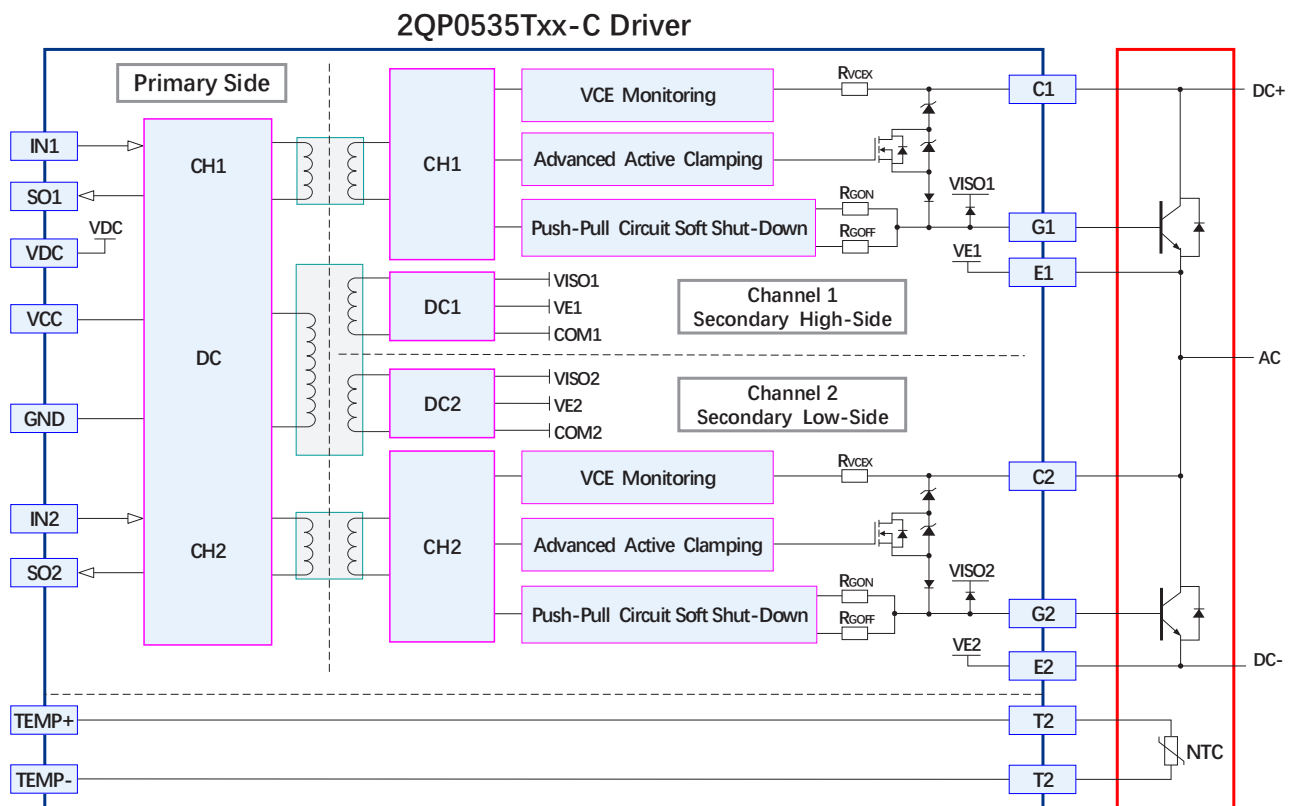 2QP0535Txx-C Driver
Primary Side
IN1
SO1
VDC
VDC
VCC
GND
IN2
SO2
TEMP+
TEMP-
CH1
DC
CH2
CH1
VCE Monitoring
Advanced Active Clamping
Push-Pull Circuit Soft Shut-Down
RVCEX
RGON
RGOFF
VISO1
VE1
C1
G1
E1
DC+
DC1
VISO1
VE1
COM1
Channel 1
Secondary High-Side
AC
DC2
VISO2
VE2
COM2
Channel 2
Secondary Low-Side
CH2
VCE Monitoring
Advanced Active Clamping
Push-Pull Circuit Soft Shut-Down
RVCEX
RGON
RGOFF
VISO2
VE2
C2
G2
E2
DC-
T2
T2
NTC